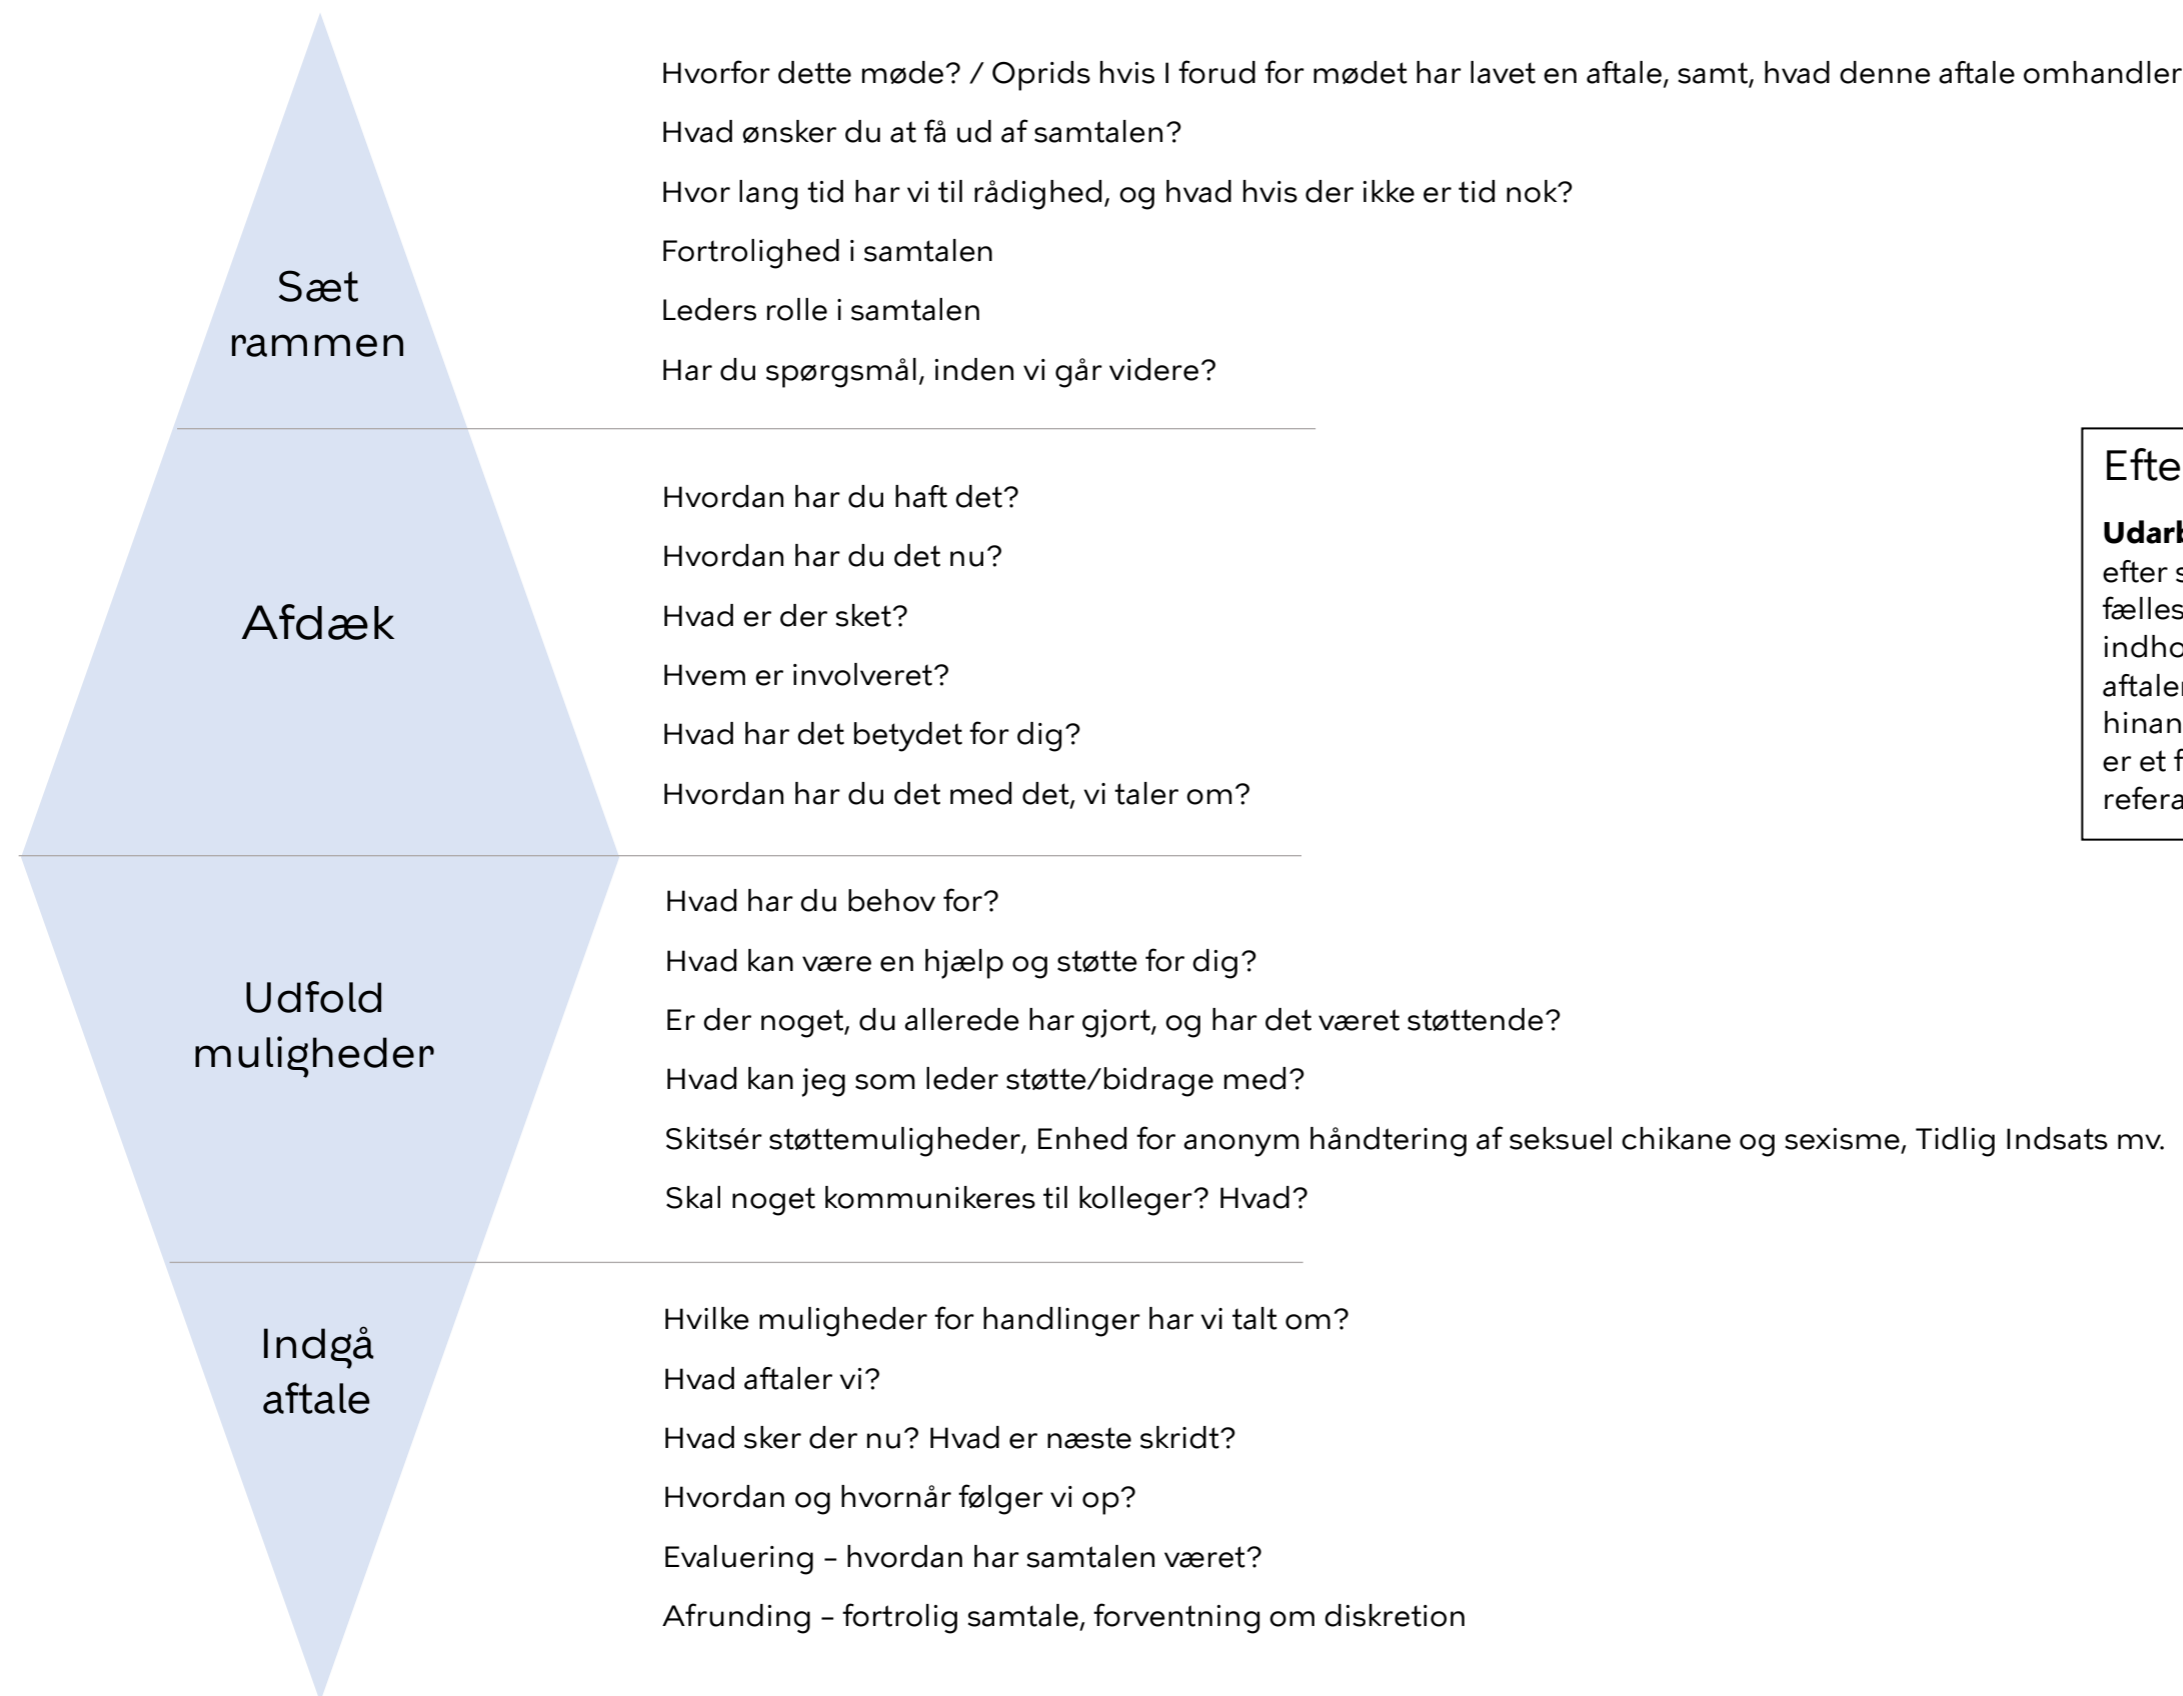 Sæt
rammen
Hvorfor dette møde? / Oprids hvis I forud for mødet har lavet en aftale, samt, hvad denne aftale omhandler
Hvad ønsker du at få ud af samtalen?
Hvor lang tid har vi til rådighed, og hvad hvis der ikke er tid nok?
Fortrolighed i samtalen
Leders rolle i samtalen
Har du spørgsmål, inden vi går videre?
Afdæk
Hvordan har du haft det?
Hvordan har du det nu?
Hvad er der sket?
Hvem er involveret?
Hvad har det betydet for dig?
Hvordan har du det med det, vi taler om?
Udfold
muligheder
Hvad har du behov for?
Hvad kan være en hjælp og støtte for dig?
Er der noget, du allerede har gjort, og har det været støttende?
Hvad kan jeg som leder støtte/bidrage med?
Skitsér støttemuligheder, Enhed for anonym håndtering af seksuel chikane og sexisme, Tidlig Indsats mv.
Skal noget kommunikeres til kolleger? Hvad?
Indgå
aftale
Hvilke muligheder for handlinger har vi talt om?
Hvad aftaler vi?
Hvad sker der nu? Hvad er næste skridt?
Hvordan og hvornår følger vi op?
Evaluering – hvordan har samtalen været?
Afrunding – fortrolig samtale, forventning om diskretion
efter
fælles
er et